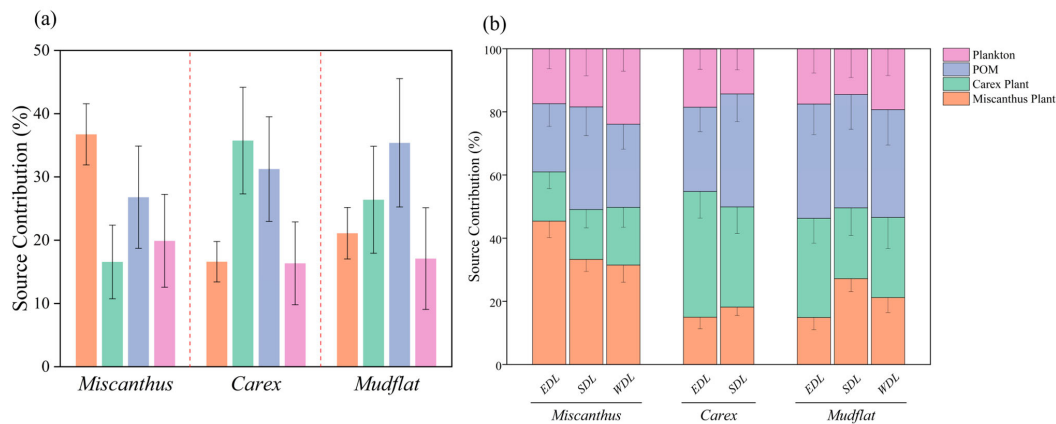 (a)
50
40
30
20
10
0
Source Contribution (%)
Miscanthus Carex Mudflat
(b)
100
80
60
40
20
0
Source Contribution (%)
Plankton
POM
Carex Plant
Miscanthus Plant
EDL SDL WDL EDL SDL EDL SDL WDL
Miscanthus Carex Mudflat